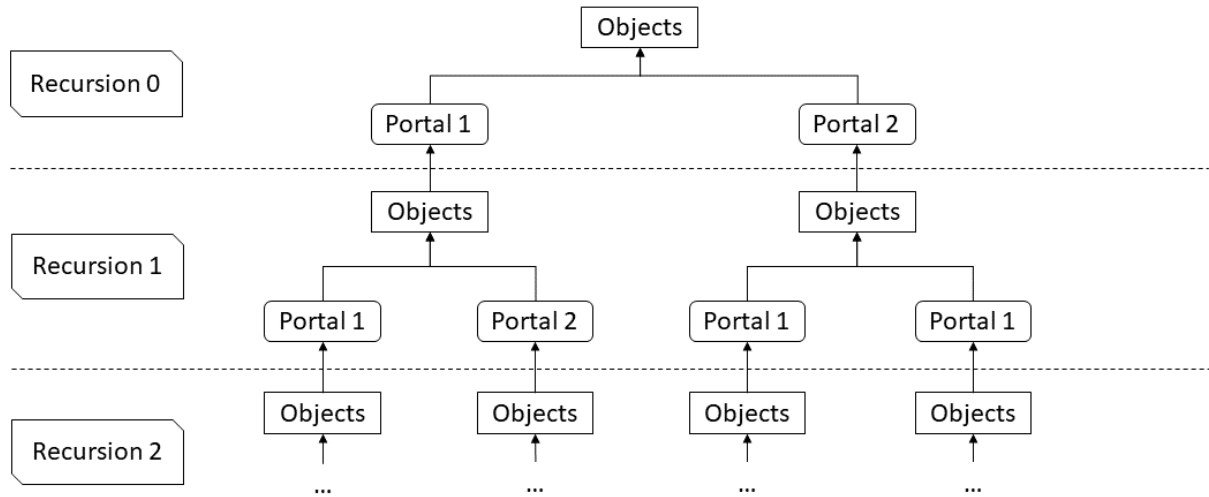 Objects
Recursion 0
Portal 1
Portal 2
Objects
Objects
Recursion 1
Portal 1
Portal 2
Portal 1
Portal 1
Objects
Objects
Objects
Objects
Recursion 2
...
...
...
...